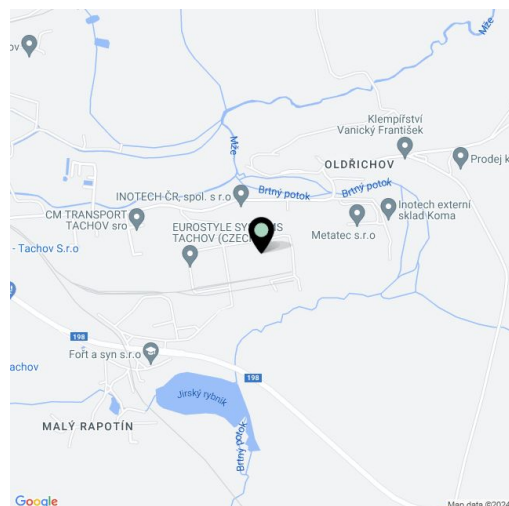 ov
Mže
Klempířství
Vanický František
OLDŘICHOV
Prodej k
Mže
Brtný potok
Brtný potok
INOTECH ČR, spol. s r.o
Inotech externí
sklad Koma
CM TRANSPORT
TACHOV sro
EUROSTYLE SY
TACHOV (CZEC
Metatec s.r.o
- Tachov S.r.o
198
Fořt a syn s.r.o
198
achov
Jirský rybník
MALÝ RAPOTÍN
Brtný potok
Google
Map data ©2024